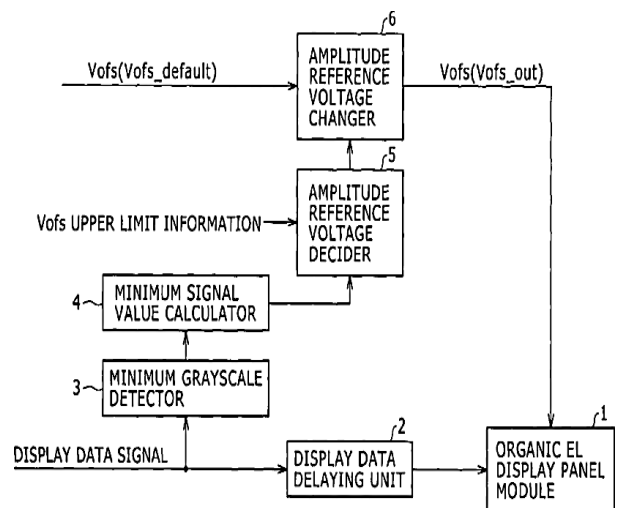 6
AMPLITUDE
REFERENCE
VOLTAGE
CHANGER
Vofs(Vofs_default)
Vofs(Vofs_out)
5
AMPLITUDE
REFERENCE
VOLTAGE
DECIDER
Vofs UPPER LIMIT INFORMATION
4
MINIMUM SIGNAL
VALUE CALCULATOR
3
MINIMUM GRAYSCALE
DETECTOR
DISPLAY DATA SIGNAL
2
DISPLAY DATA
DELAYING UNIT
1
ORGANIC EL
DISPLAY PANEL
MODULE